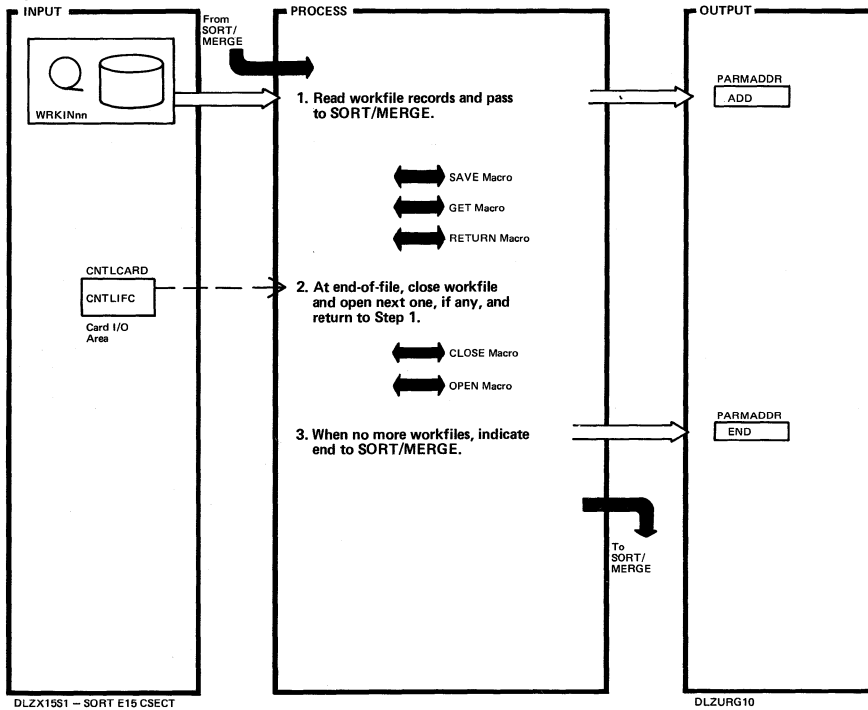 INPUT
PROCESS
OUTPUT
From
SORT/
MERGE
WRKINnn
1. Read workfile records and pass
to SORT/MERGE.
PARMADDR
ADD
SAVE Macro
GET Macro
RETURN Macro
CNTLCARD
CNTLIFC
Card I/O
Area
2. At end-of-file, close workfile
and open next one, if any, and
return to Step 1.
CLOSE Macro
OPEN Macro
3. When no more workfiles, indicate
end to SORT/MERGE.
PARMADDR
END
To
SORT/
MERGE
DLZX15S1 — SORT E15 CSECT
DLZURG10